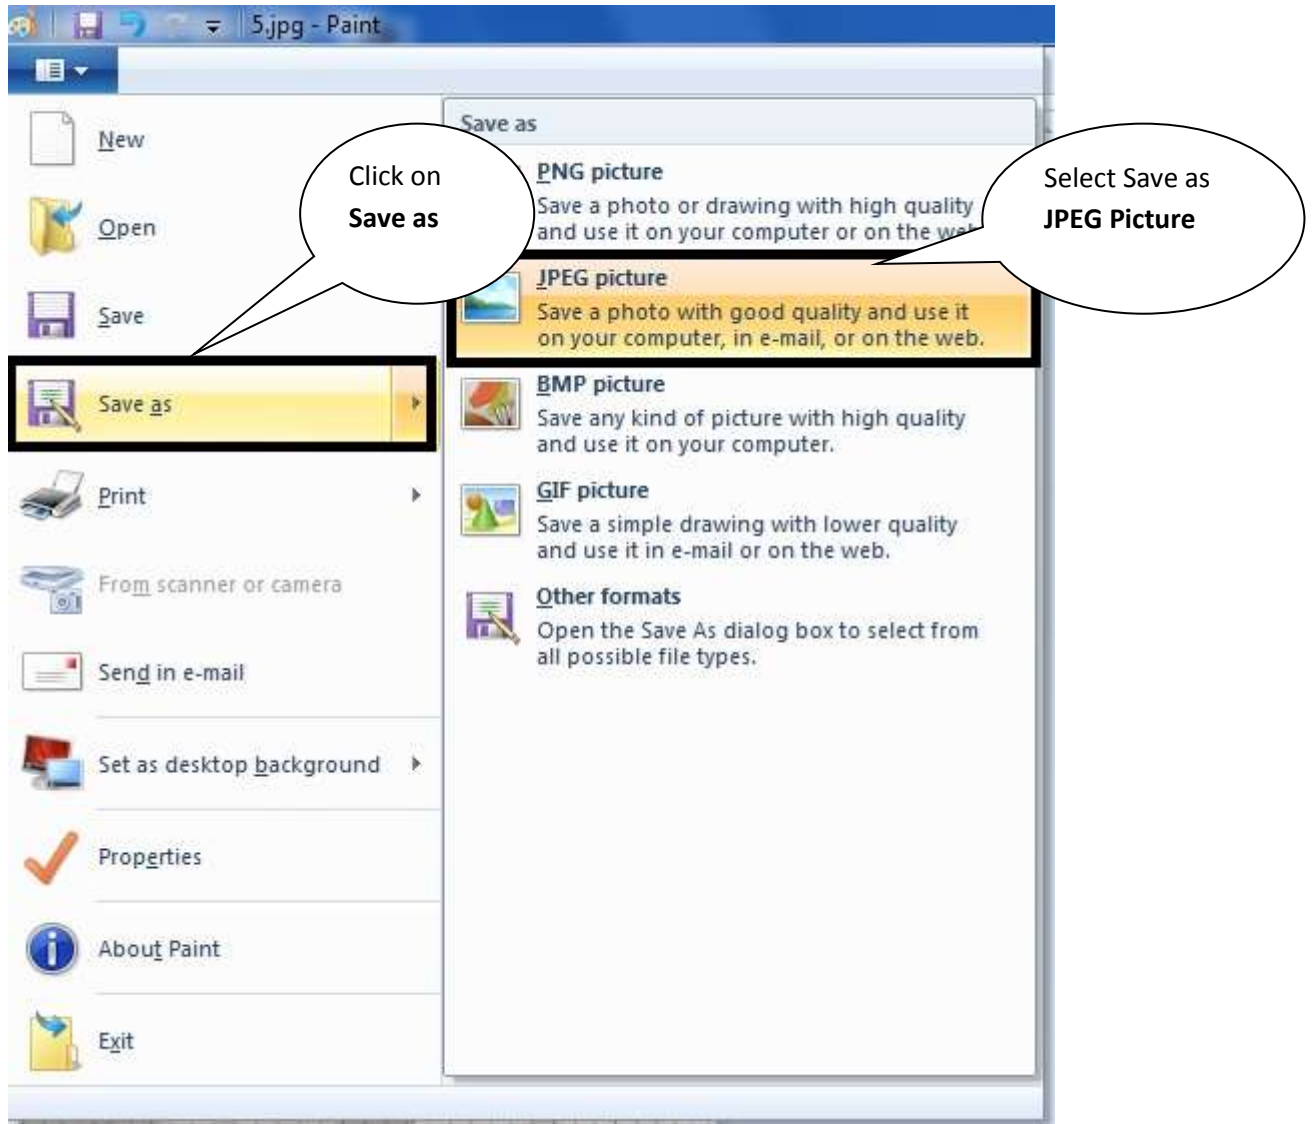 5.jpg - Paint
New
Open
Save
Save as
Print
From scanner or camera
Send in e-mail
Set as desktop background
Properties
About Paint
Exit
Click on
Save as
Save as
PNG picture
Save a photo or drawing with high quality
and use it on your computer or on the web
JPEG picture
Save a photo with good quality and use it
on your computer, in e-mail, or on the web.
BMP picture
Save any kind of picture with high quality
and use it on your computer.
GIF picture
Save a simple drawing with lower quality
and use it in e-mail or on the web.
Other formats
Open the Save As dialog box to select from
all possible file types.
Select Save as
JPEG Picture